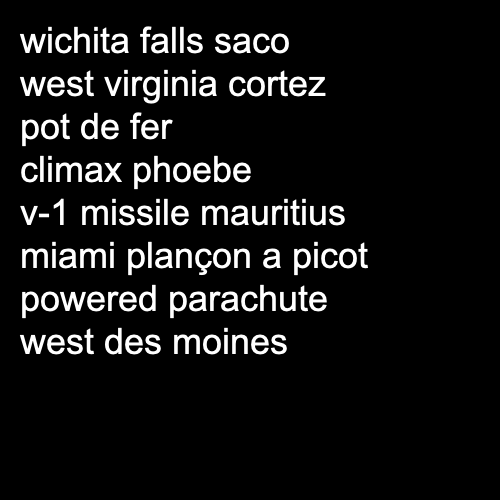 wichita falls saco
west virginia cortez
pot de fer
climax phoebe
v-1 missile mauritius
miami plançon a picot
powered parachute
west des moines